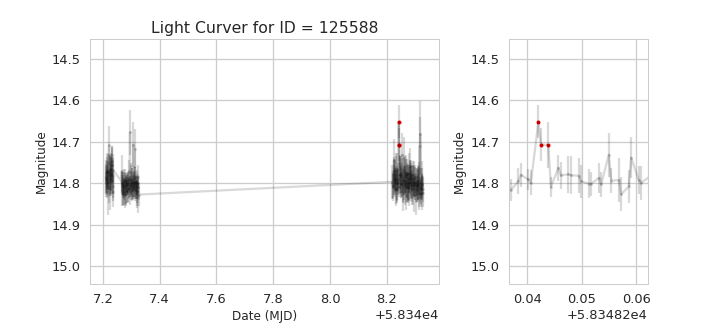 Light Curver for ID = 125588
Magnitude
14.5
14.6
14.7
14.8
14.9
15.0
7.2 7.4 7.6 7.8 8.0 8.2
Date (MJD)
+5.834e4
Magnitude
14.5
14.6
14.7
14.8
14.9
15.0
0.04 0.05 0.06
+5.83482e4